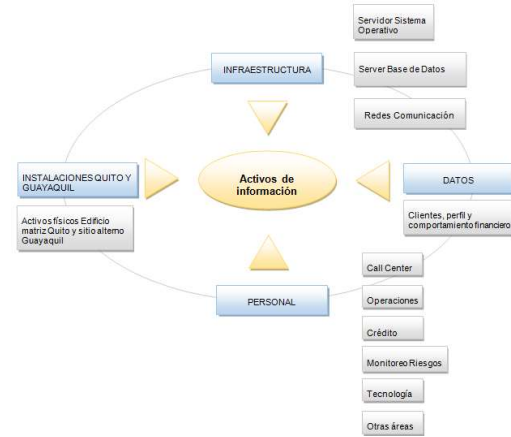 Servidor Sistema
Operativo
INFRAESTRUCTURA
Server Base de Datos
Redes Comunicación
Activos de
información
INSTALACIONES QUITO Y
GUAYAQUIL
DATOS
Activos físicos Edificio
matriz Quito y sitio alterno
Guayaquil
Clientes, perfil y
comportamiento financiero
Call Center
PERSONAL
Operaciones
Crédito
Monitoreo Riesgos
Tecnología
Otras áreas